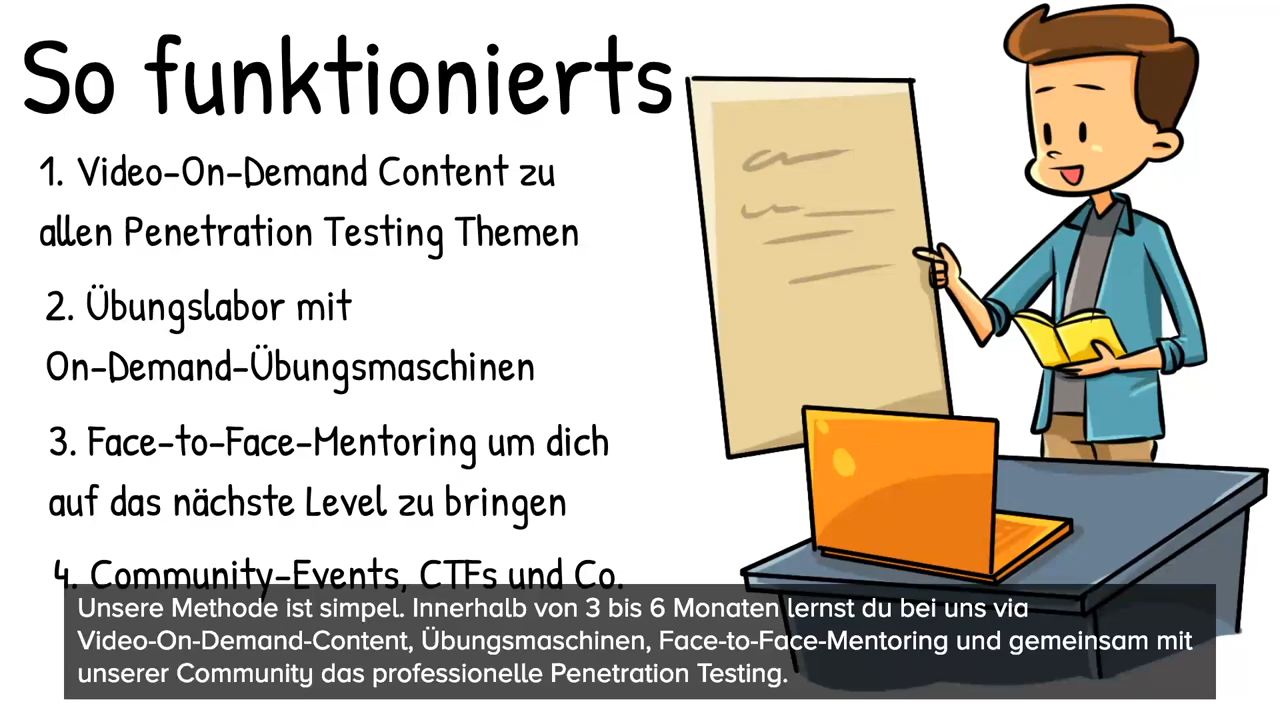 So funktionierts
1. Video-On-Demand Content zu
allen Penetration Testing Themen
2. Übungslabor mit
On-Demand-Übungsmaschinen
3. Face-to-Face-Mentoring um dich
auf das nächste Level zu bringen
4. Community-Events, CTFs und Co.
Unsere Methode ist simpel. Innerhalb von 3 bis 6 Monaten lernst du bei uns via
Video-On-Demand-Content, Übungsmaschinen, Face-to-Face-Mentoring und gemeinsam mit
unserer Community das professionelle Penetration Testing.